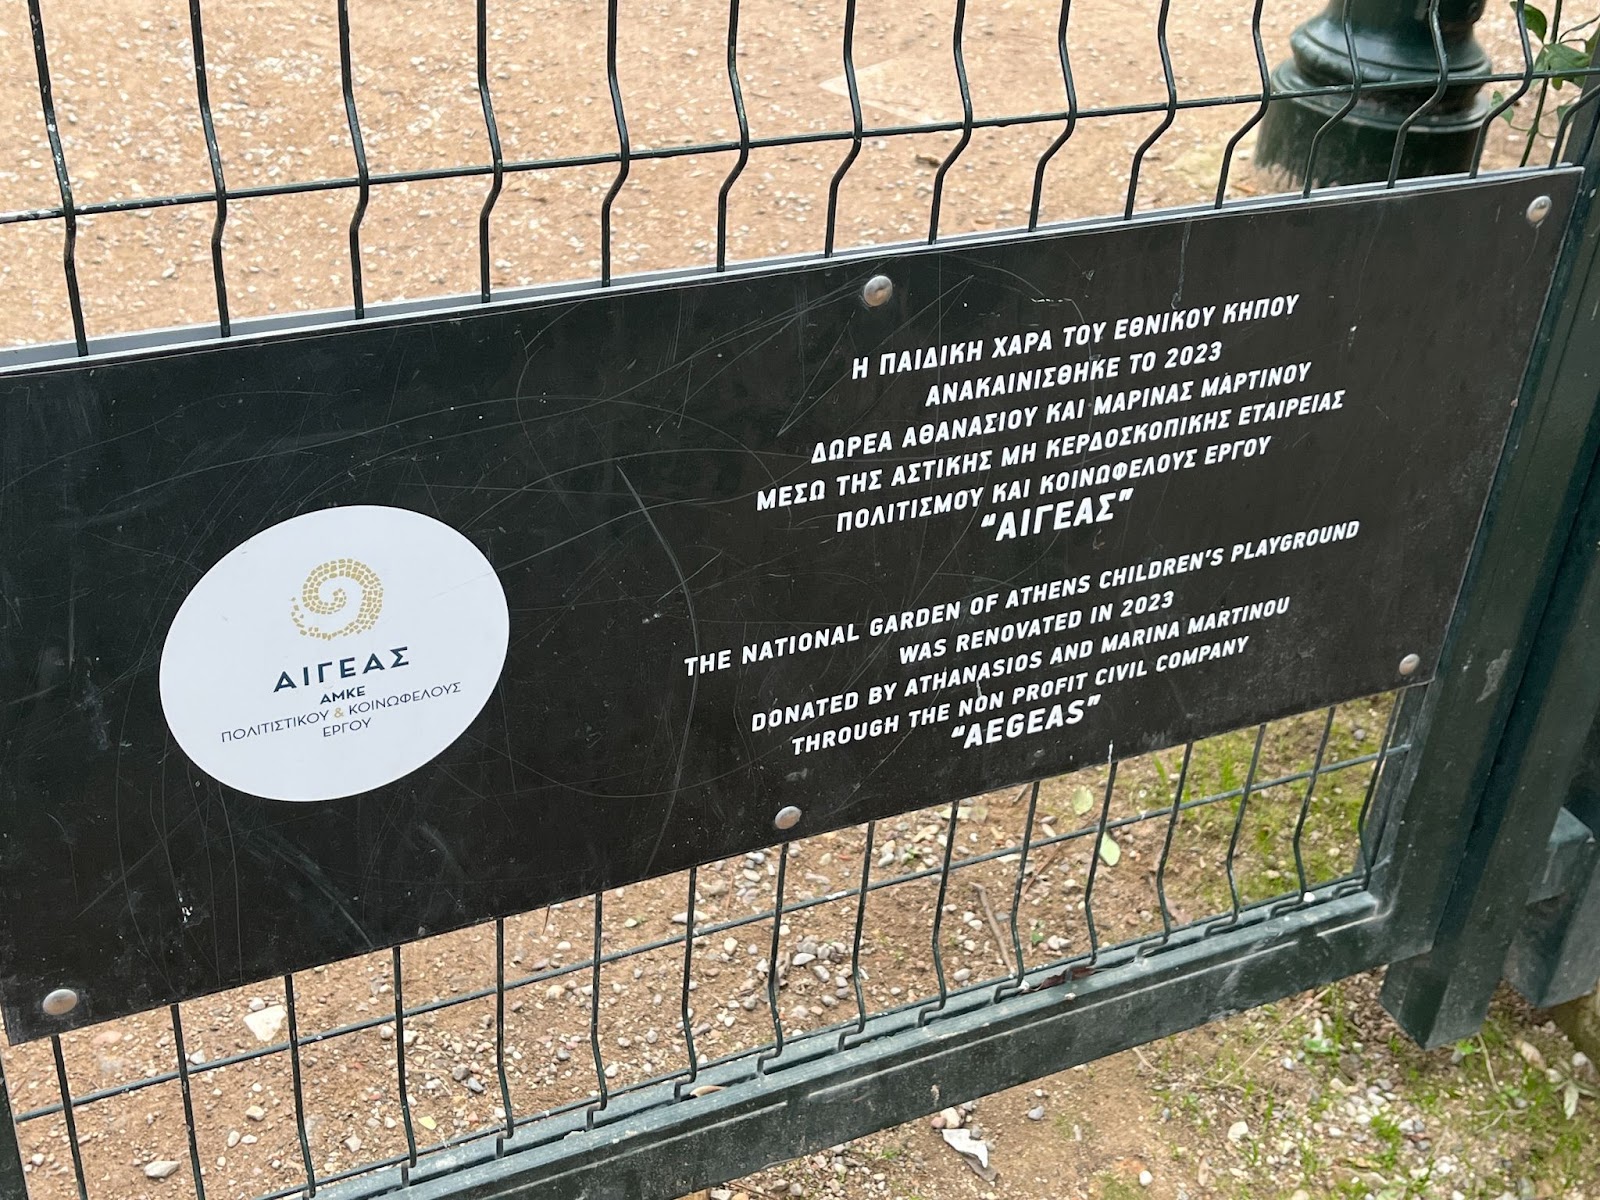 ΑΙΓΕΑΣ
ΑΜΚΕ
ΠΟΛΙΤΙΣΤΙΚΟΥ & ΚΟΙΝΩΦΕΛΟΥΣ
ΕΡΓΟΥ
Η ΠΑΙΔΙΚΗ ΧΑΡΑ ΤΟΥ ΕΘΝΙΚΟΥ ΚΗΠΟΥ
ΑΝΑΚΑΙΝΙΣΘΗΚΕ ΤΟ 2023
ΔΩΡΕΑ ΑΘΑΝΑΣΙΟΥ ΚΑΙ ΜΑΡΙΝΑΣ ΜΑΡΤΙΝΟΥ
ΜΕΣΩ ΤΗΣ ΑΣΤΙΚΗΣ ΜΗ ΚΕΡΔΟΣΚΟΠΙΚΗΣ ΕΤΑΙΡΕΙΑΣ
ΠΟΛΙΤΙΣΜΟΥ ΚΑΙ ΚΟΙΝΩΦΕΛΟΥΣ ΕΡΓΟΥ
“ΑΙΓΕΑΣ”
THE NATIONAL GARDEN OF ATHENS CHILDREN’S PLAYGROUND
WAS RENOVATED IN 2023
DONATED BY ATHANASIOS AND MARINA MARTINOU
THROUGH THE NON PROFIT CIVIL COMPANY
“AEGEAS”